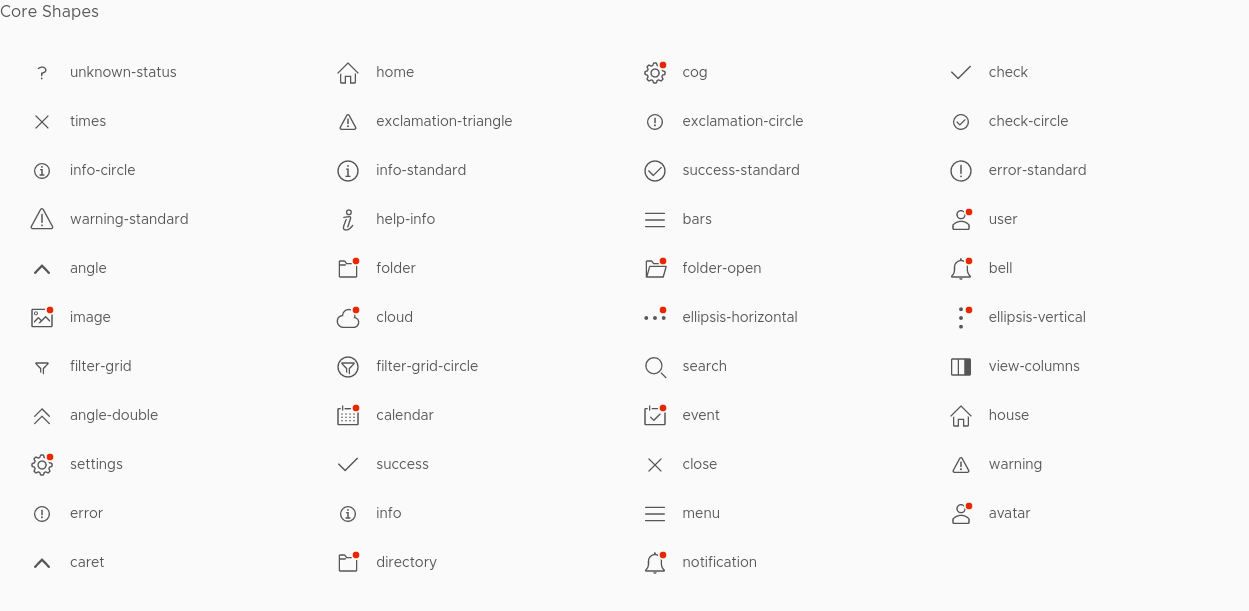 Core Shapes
unknown-status home cog check
times exclamation-triangle exclamation-circle check-circle
info-circle info-standard success-standard error-standard
warning-standard help-info bars user
angle folder folder-open bell
image cloud ellipsis-horizontal ellipsis-vertical
filter-grid filter-grid-circle search view-columns
angle-double calendar event house
settings success close warning
error info menu avatar
caret directory notification